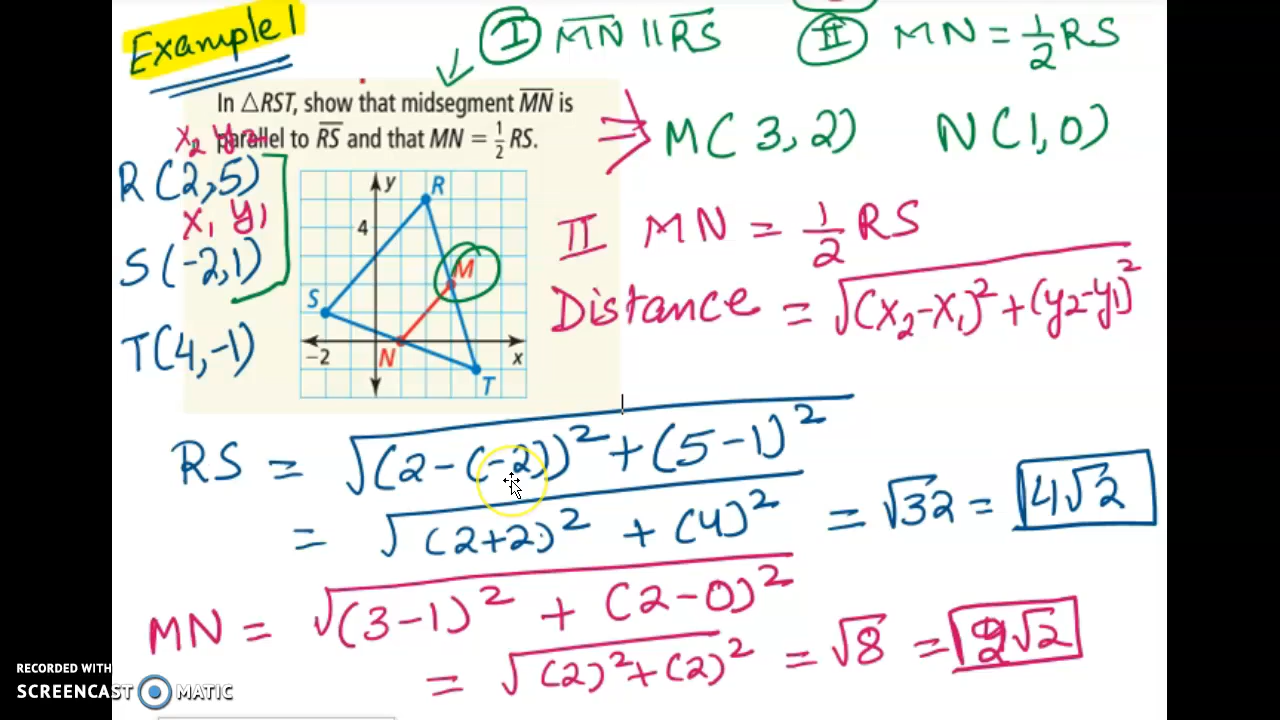 Example 1
Ⓘ MN || RS
ⒾⒾ MN = 1/2 RS
In △RST, show that midsegment MN is
parallel to RS and that MN = 1/2 RS.
⇒ M(3,2) N(1,0)
x₂ y₂
R(2,5)
x₁ y₁
S(-2,1)
T(4,-1)
y
R
4
M
S
-2
N
x
T
II MN = 1/2 RS
Distance = √(x₂-x₁)² + (y₂-y₁)²
RS = √(2-(-2))² + (5-1)²
= √(2+2)² + (4)² = √32 = 4√2
MN = √(3-1)² + (2-0)²
= √(2)² + (2)² = √8 = 2√2
RECORDED WITH
SCREENCAST MATIC